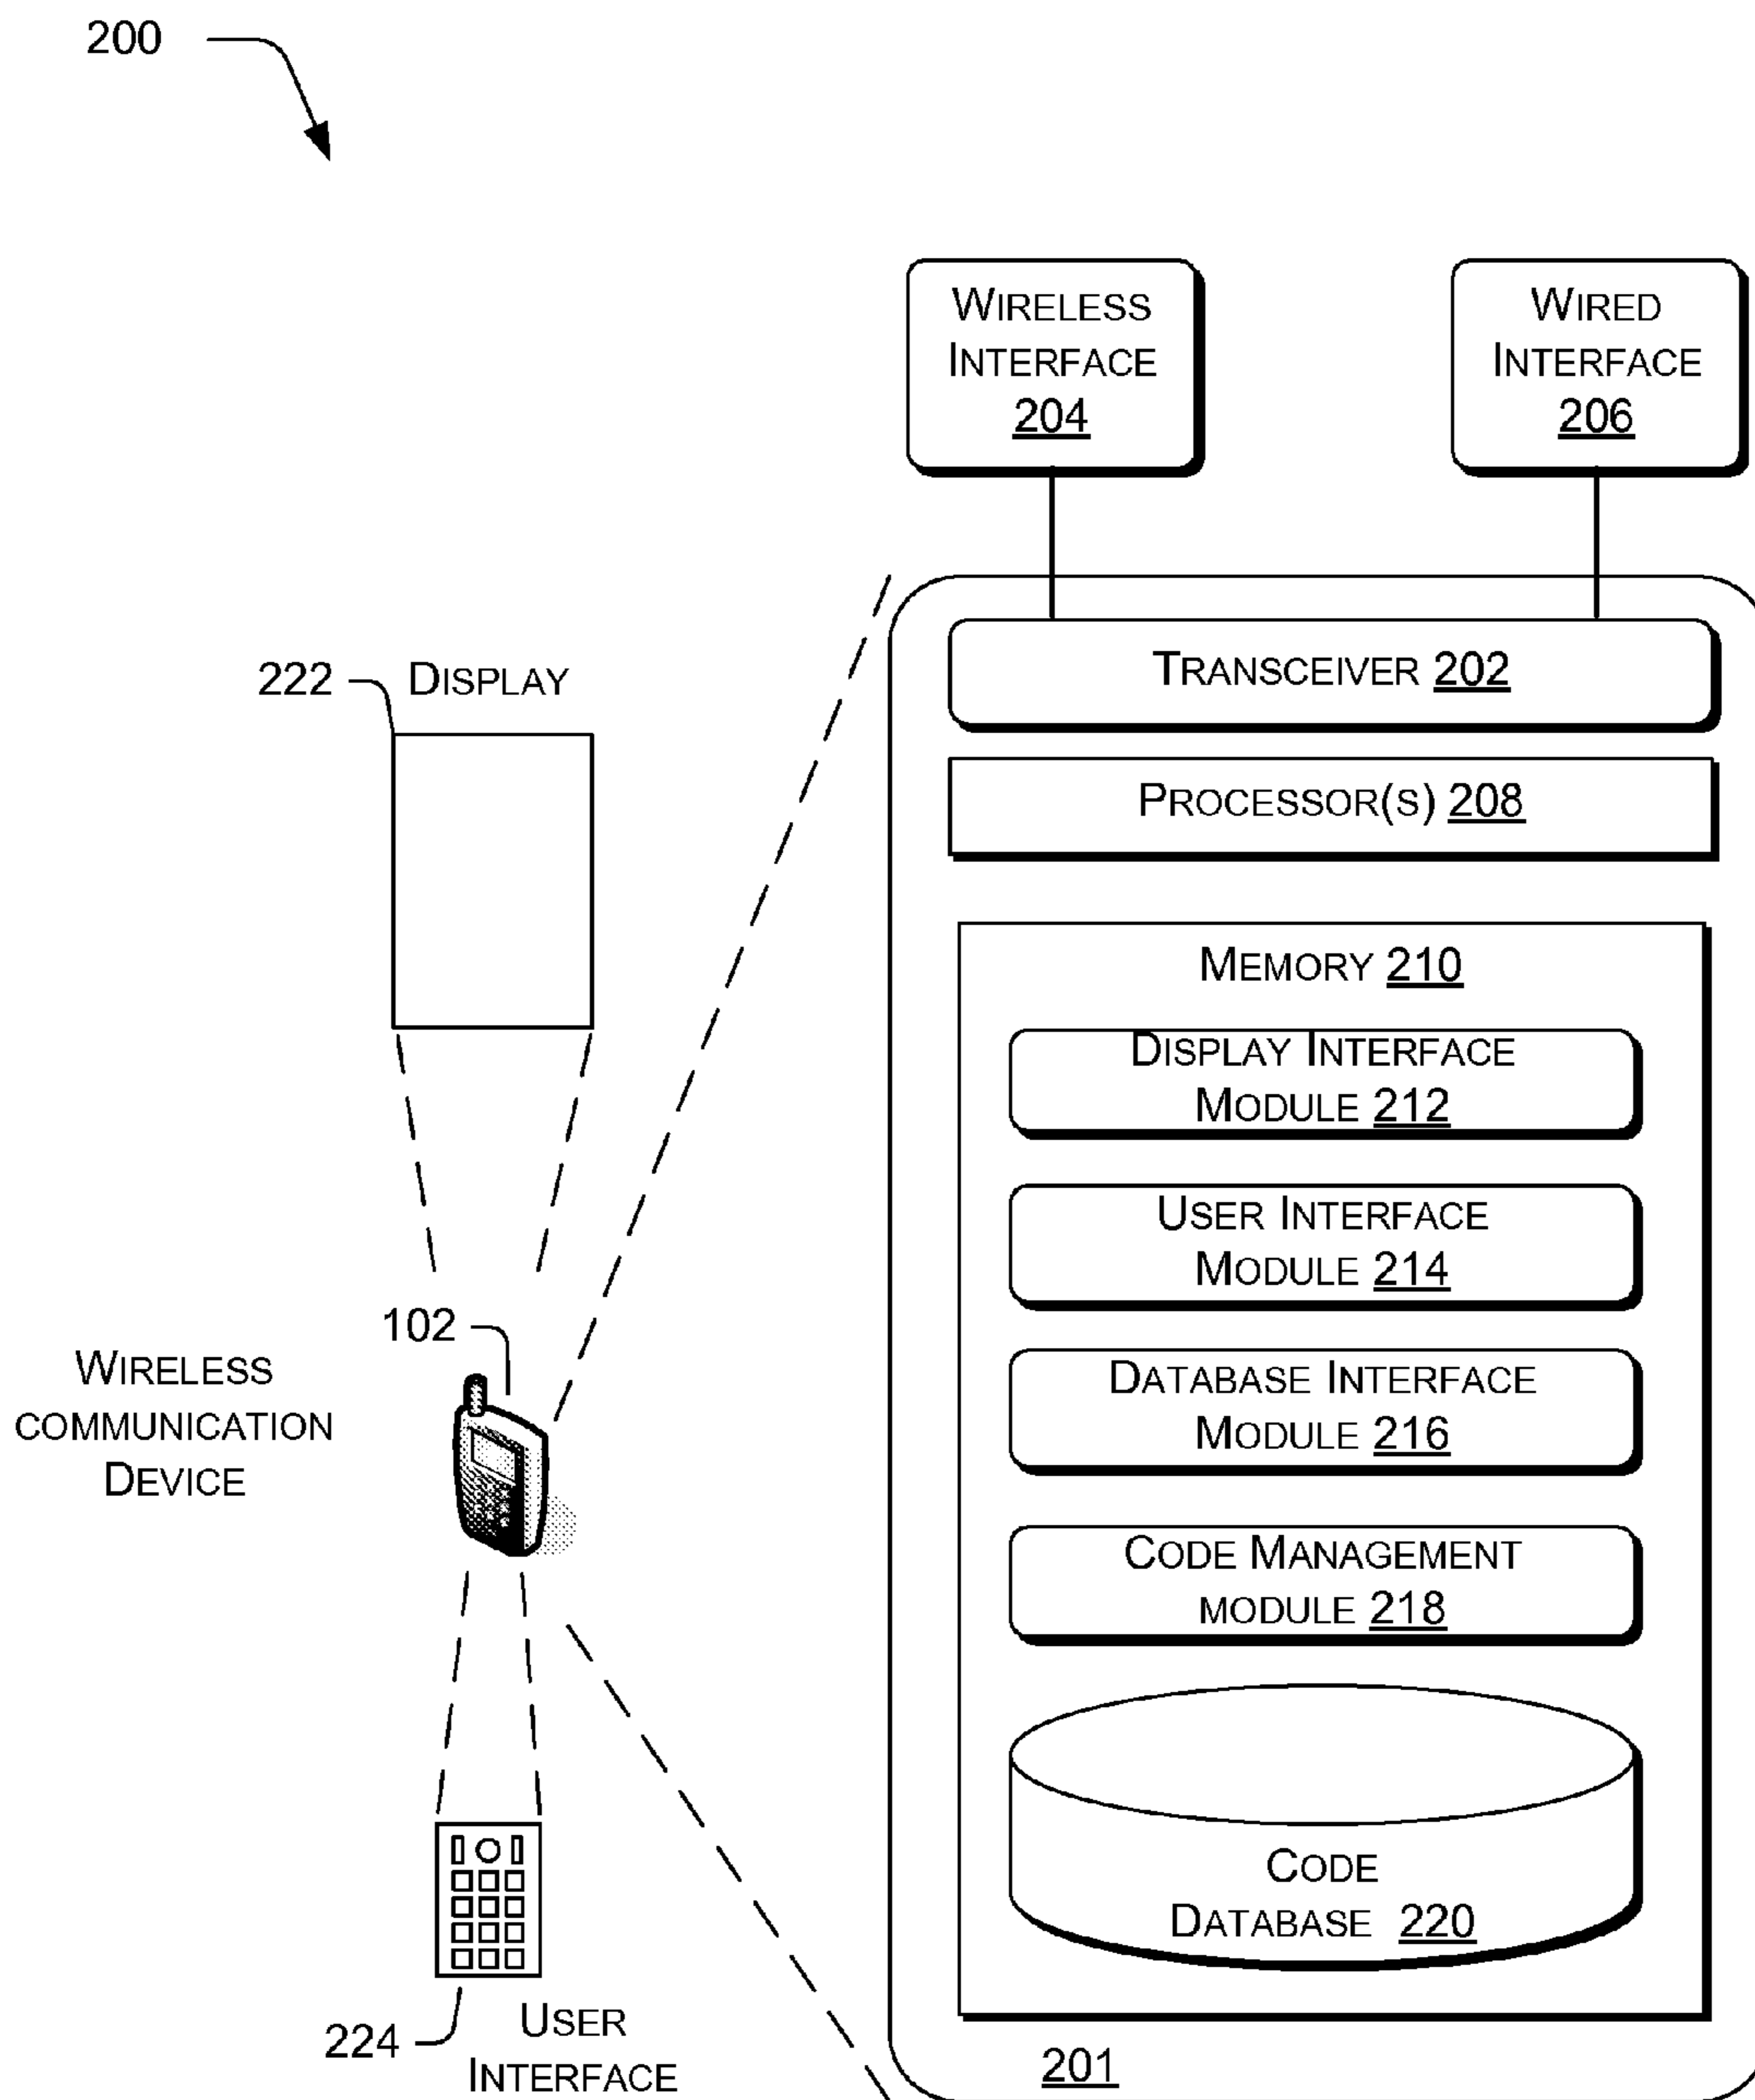 200
WIRELESS
INTERFACE
204
WIRED
INTERFACE
206
TRANSCEIVER 202
222 DISPLAY
PROCESSOR(S) 208
MEMORY 210
DISPLAY INTERFACE
MODULE 212
USER INTERFACE
MODULE 214
102
WIRELESS
COMMUNICATION
DEVICE
DATABASE INTERFACE
MODULE 216
CODE MANAGEMENT
MODULE 218
CODE
DATABASE 220
224 USER
INTERFACE
201